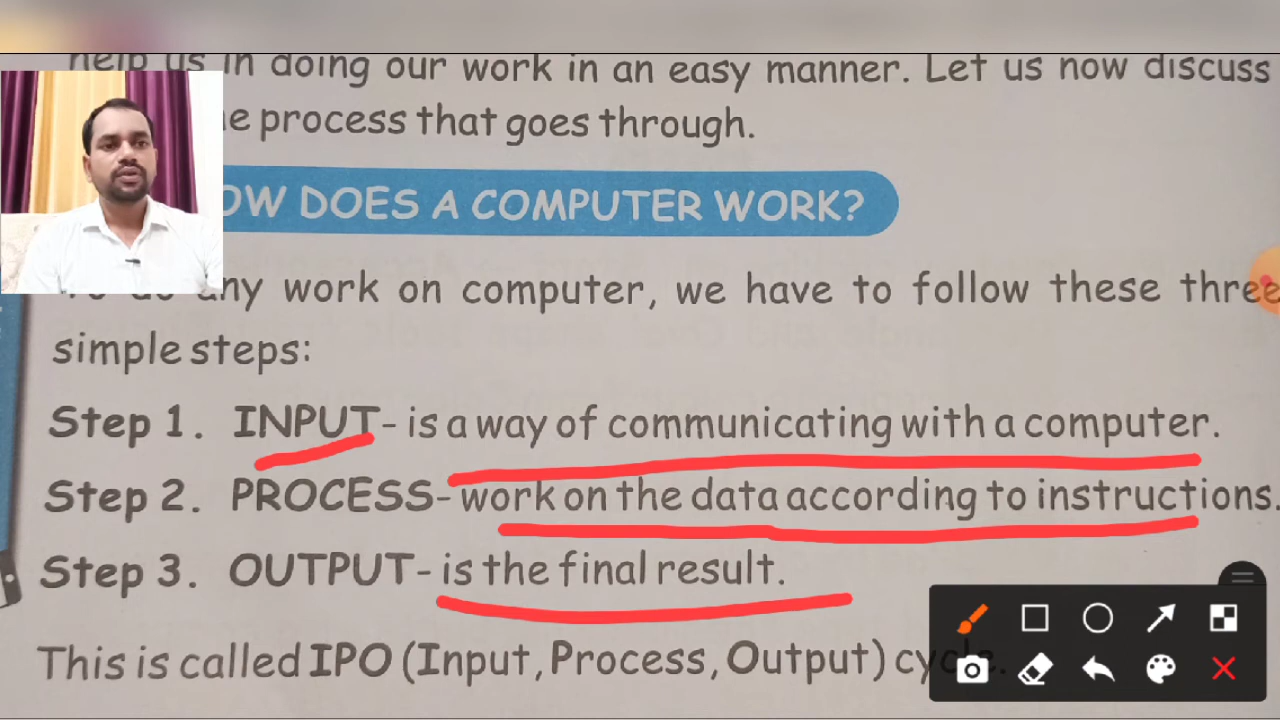 help us in doing our work in an easy manner. Let us now discuss
process that goes through.
OW DOES A COMPUTER WORK?
any work on computer, we have to follow these three
simple steps:
Step 1. INPUT- is a way of communicating with a computer.
Step 2. PROCESS- work on the data according to instructions.
Step 3. OUTPUT- is the final result.
This is called IPO (Input, Process, Output) cycle.